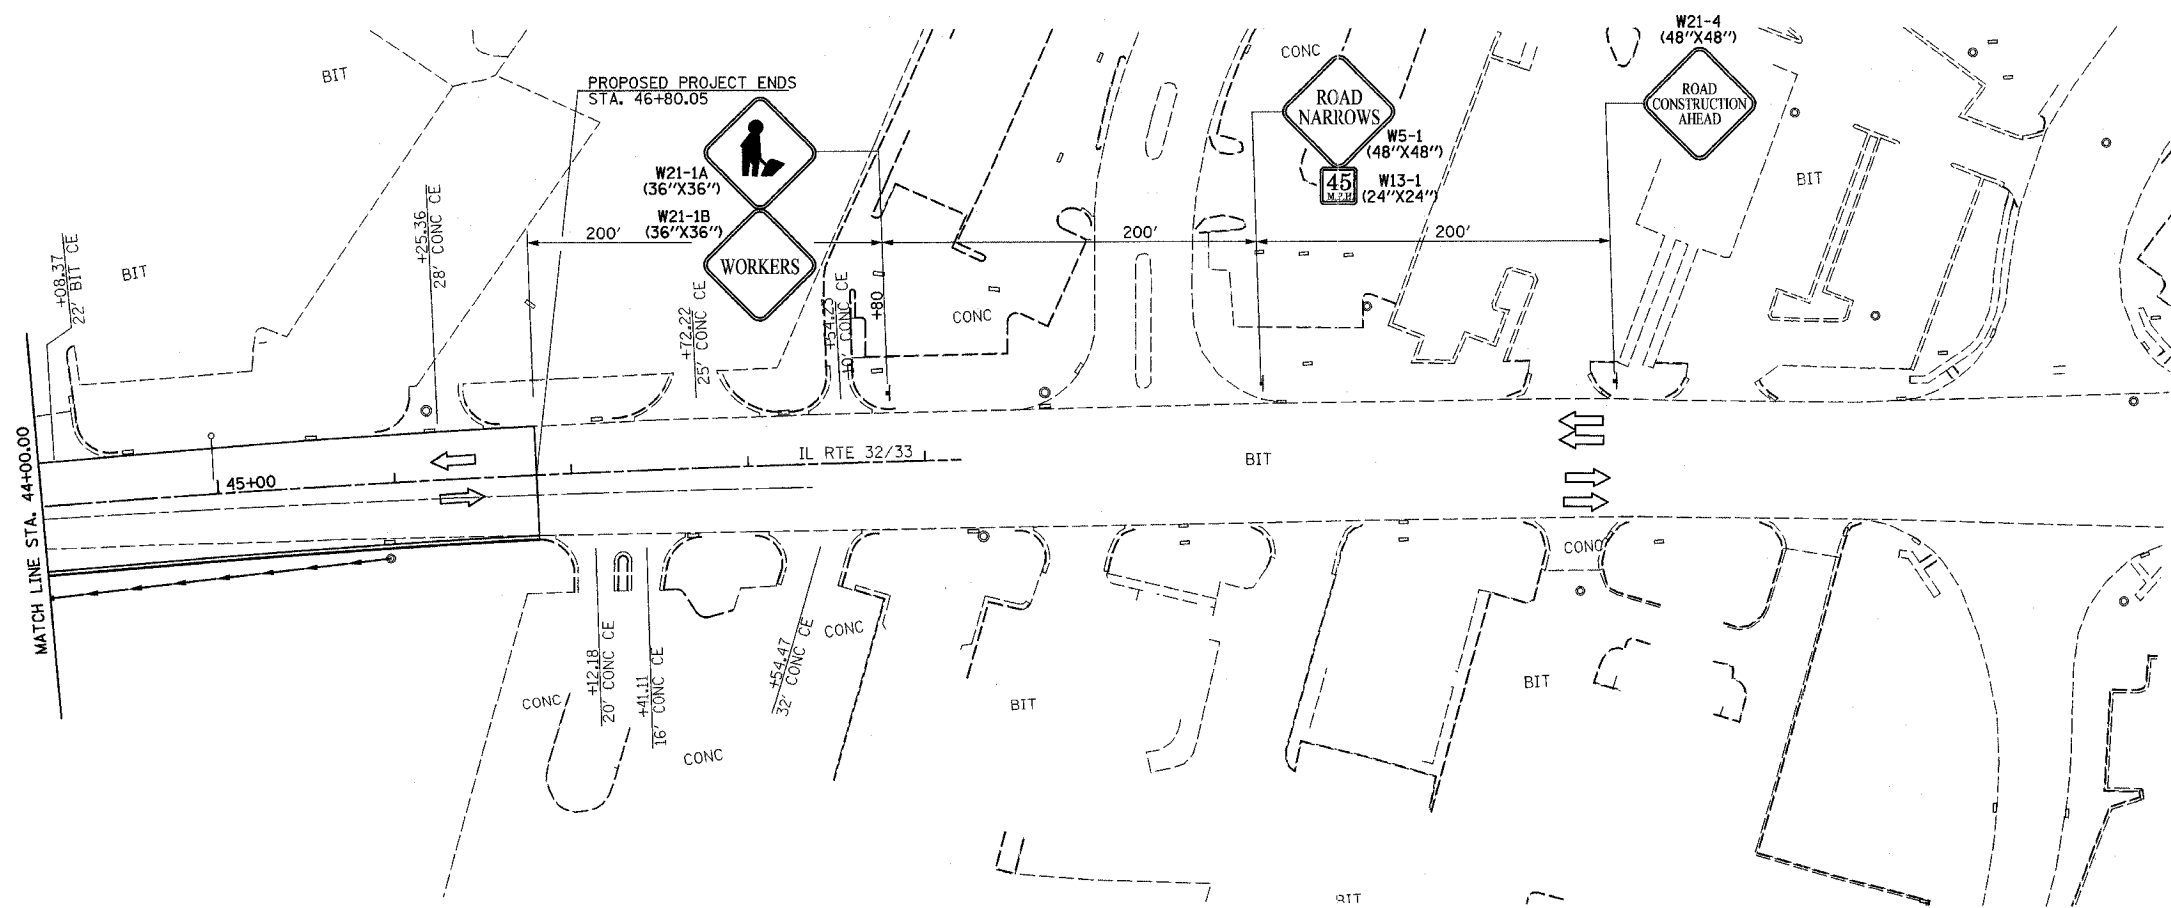 W21-4
(48"X48")
CONC
BIT
BIT
PROPOSED PROJECT ENDS
STA. 46+80.05
ROAD
NARROWS
ROAD
CONSTRUCTION
AHEAD
W5-1
(48"X48")
W21-1A
(36"X36")
45
M.P.H
W13-1
(24"X24")
BIT
W21-1B
(36"X36")
200'
200'
200'
WORKERS
+08.37
22' BIT CE
BIT
+25.36
28' CONC CE
+72.22
25' CONC CE
+54.23
10' CONC CE
+80
CONC
MATCH LINE STA. 44+00.00
45+00
IL RTE 32/33
BIT
CONC
+12.18
20' CONC CE
+41.11
16' CONC CE
+54.47
32' CONC CE
CONC
CONC
CONC
BIT
BIT
BIT